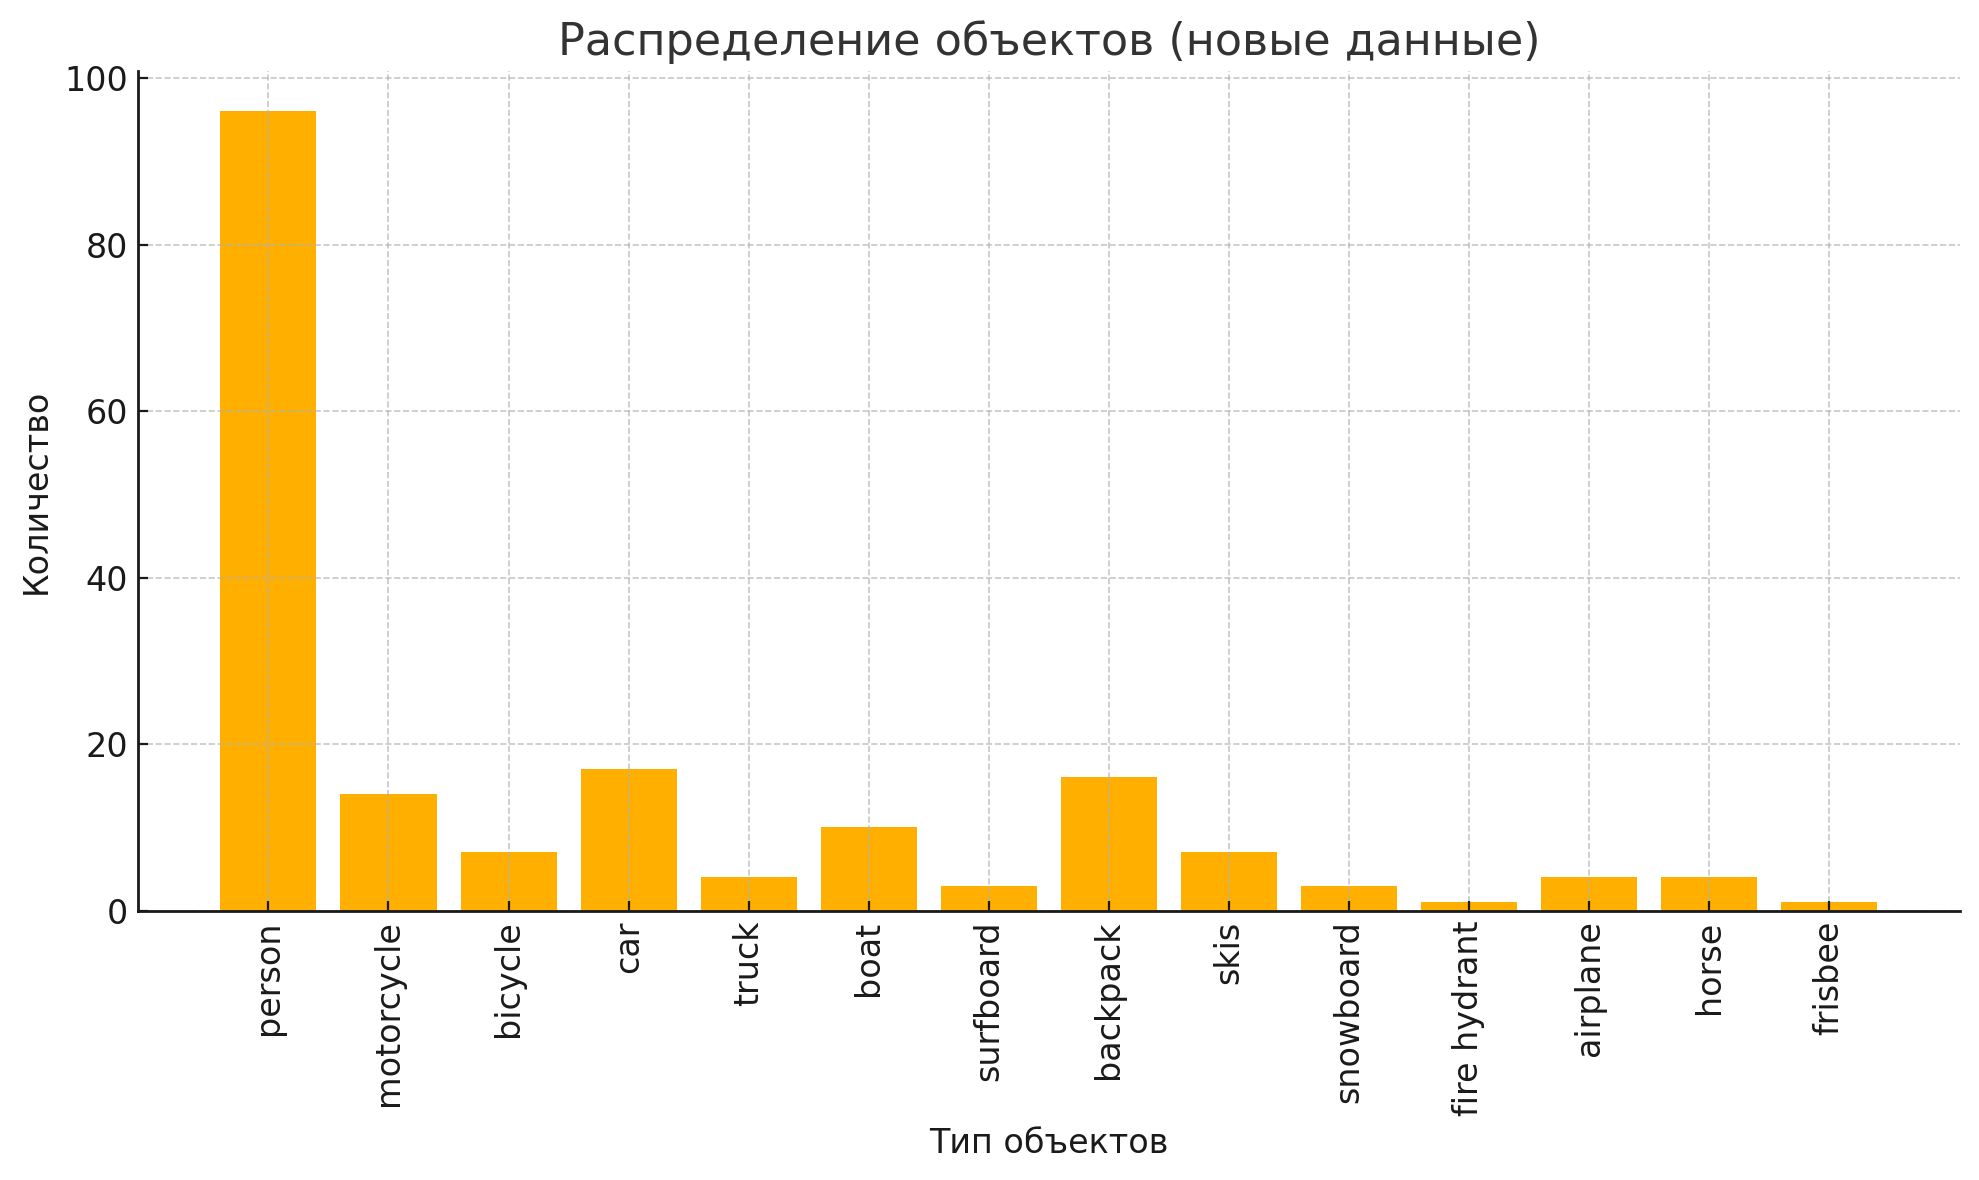 Распределение объектов (новые данные)
100
80
60
40
20
0
Количество
person
motorcycle
bicycle
car
truck
boat
surfboard
backpack
skis
snowboard
fire hydrant
airplane
horse
frisbee
Тип объектов